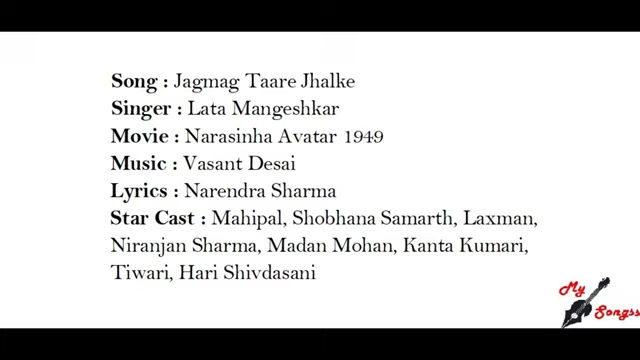 Song : Jagmag Taare Jhalke
Singer : Lata Mangeshkar
Movie : Narasinha Avatar 1949
Music : Vasant Desai
Lyrics : Narendra Sharma
Star Cast : Mahipal, Shobhana Samarth, Laxman,
Niranjan Sharma, Madan Mohan, Kanta Kumari,
Tiwari, Hari Shivdasani
My
Songss